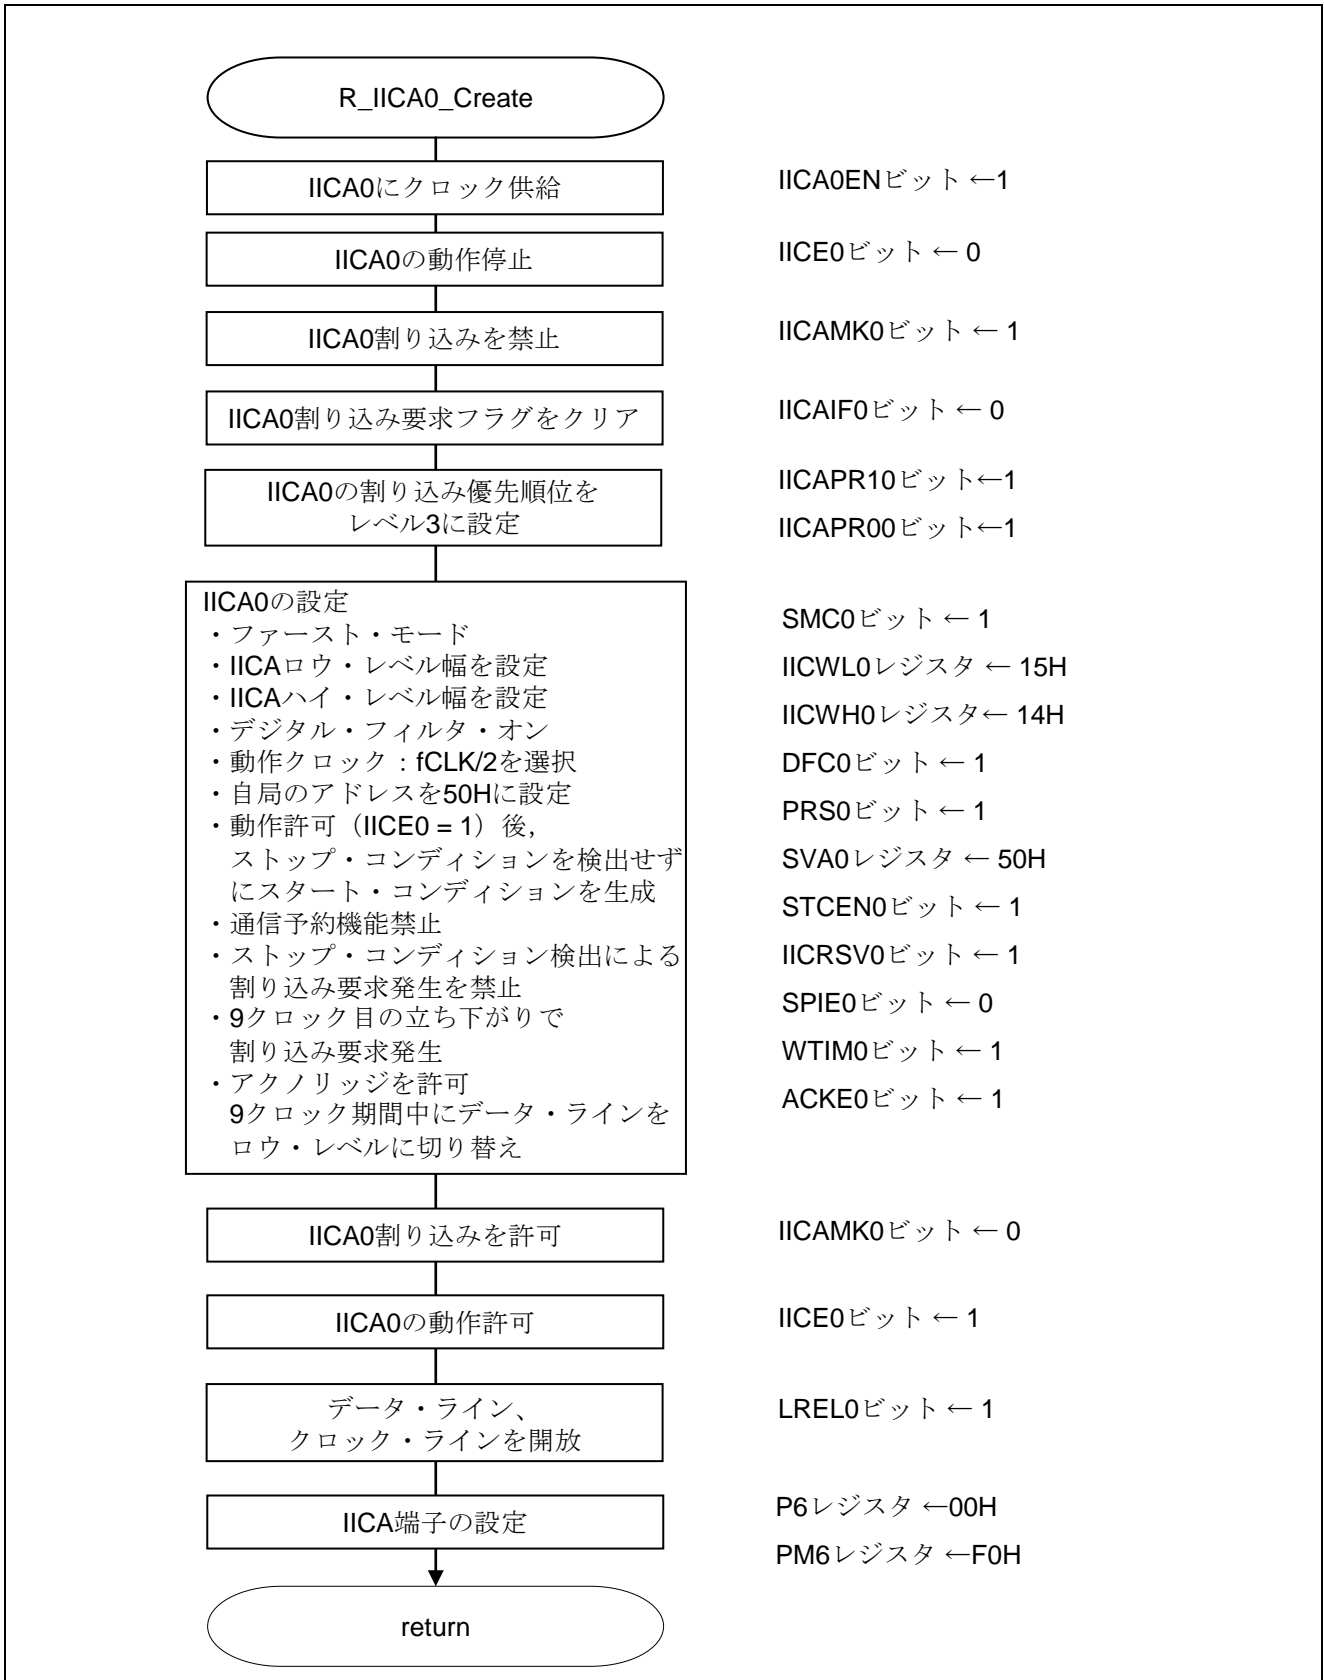 R_IICA0_Create
IICA0にクロック供給
IICA0ENビット ←1
IICA0の動作停止
IICE0ビット ← 0
IICA0割り込みを禁止
IICAMK0ビット ← 1
IICA0割り込み要求フラグをクリア
IICAIF0ビット ← 0
IICA0の割り込み優先順位を
レベル3に設定
IICAPR10ビット←1
IICAPR00ビット←1
IICA0の設定
・ファースト・モード
・IICAロウ・レベル幅を設定
・IICAハイ・レベル幅を設定
・デジタル・フィルタ・オン
・動作クロック：fCLK/2を選択
・自局のアドレスを50Hに設定
・動作許可（IICE0 = 1）後,
ストップ・コンディションを検出せず
にスタート・コンディションを生成
・通信予約機能禁止
・ストップ・コンディション検出による
割り込み要求発生を禁止
・9クロック目の立ち下がりで
割り込み要求発生
・アクノリッジを許可
9クロック期間中にデータ・ラインを
ロウ・レベルに切り替え
SMC0ビット ← 1
IICWL0レジスタ ← 15H
IICWH0レジスタ← 14H
DFC0ビット ← 1
PRS0ビット ← 1
SVA0レジスタ ← 50H
STCEN0ビット ← 1
IICRSV0ビット ← 1
SPIE0ビット ← 0
WTIM0ビット ← 1
ACKE0ビット ← 1
IICA0割り込みを許可
IICAMK0ビット ← 0
IICA0の動作許可
IICE0ビット ← 1
データ・ライン、
クロック・ラインを開放
LREL0ビット ← 1
IICA端子の設定
P6レジスタ ←00H
PM6レジスタ ←F0H
return